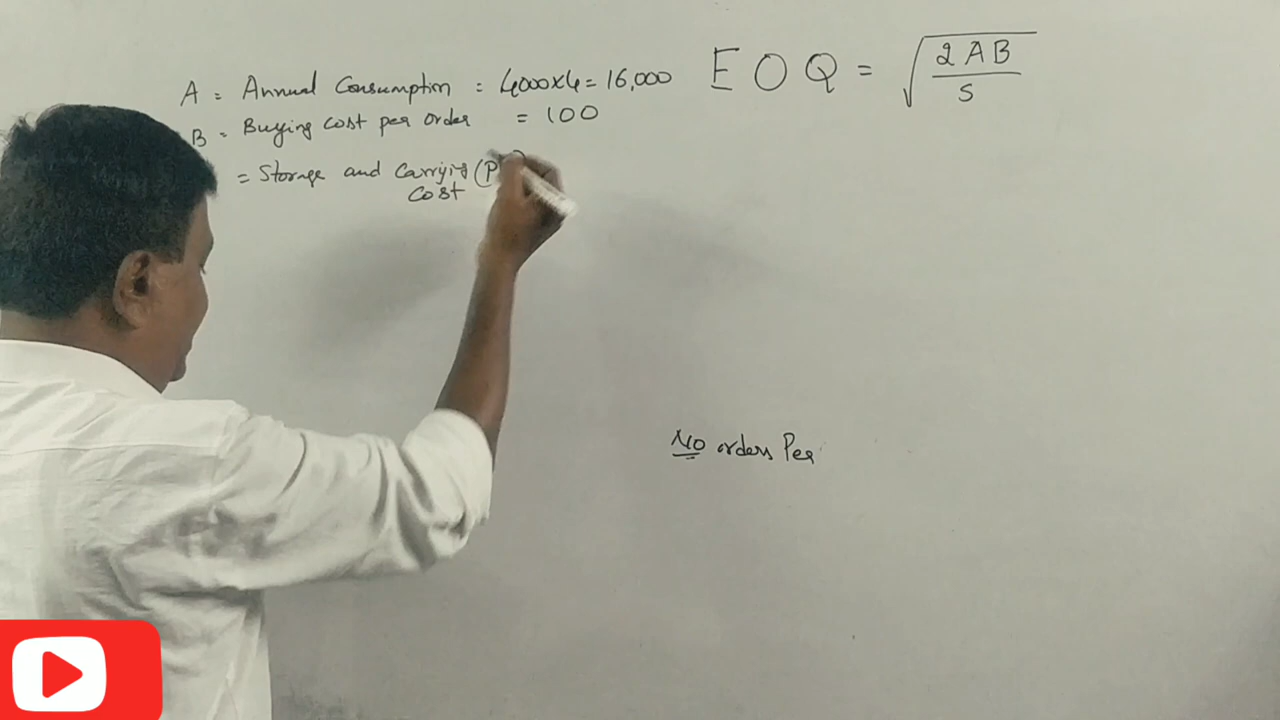 A = Annual Consumption = 4000x4 = 16,000
B = Buying cost per order = 100
= Storage and Carrying (P
Cost
EOQ = √2AB
S
No orders Per